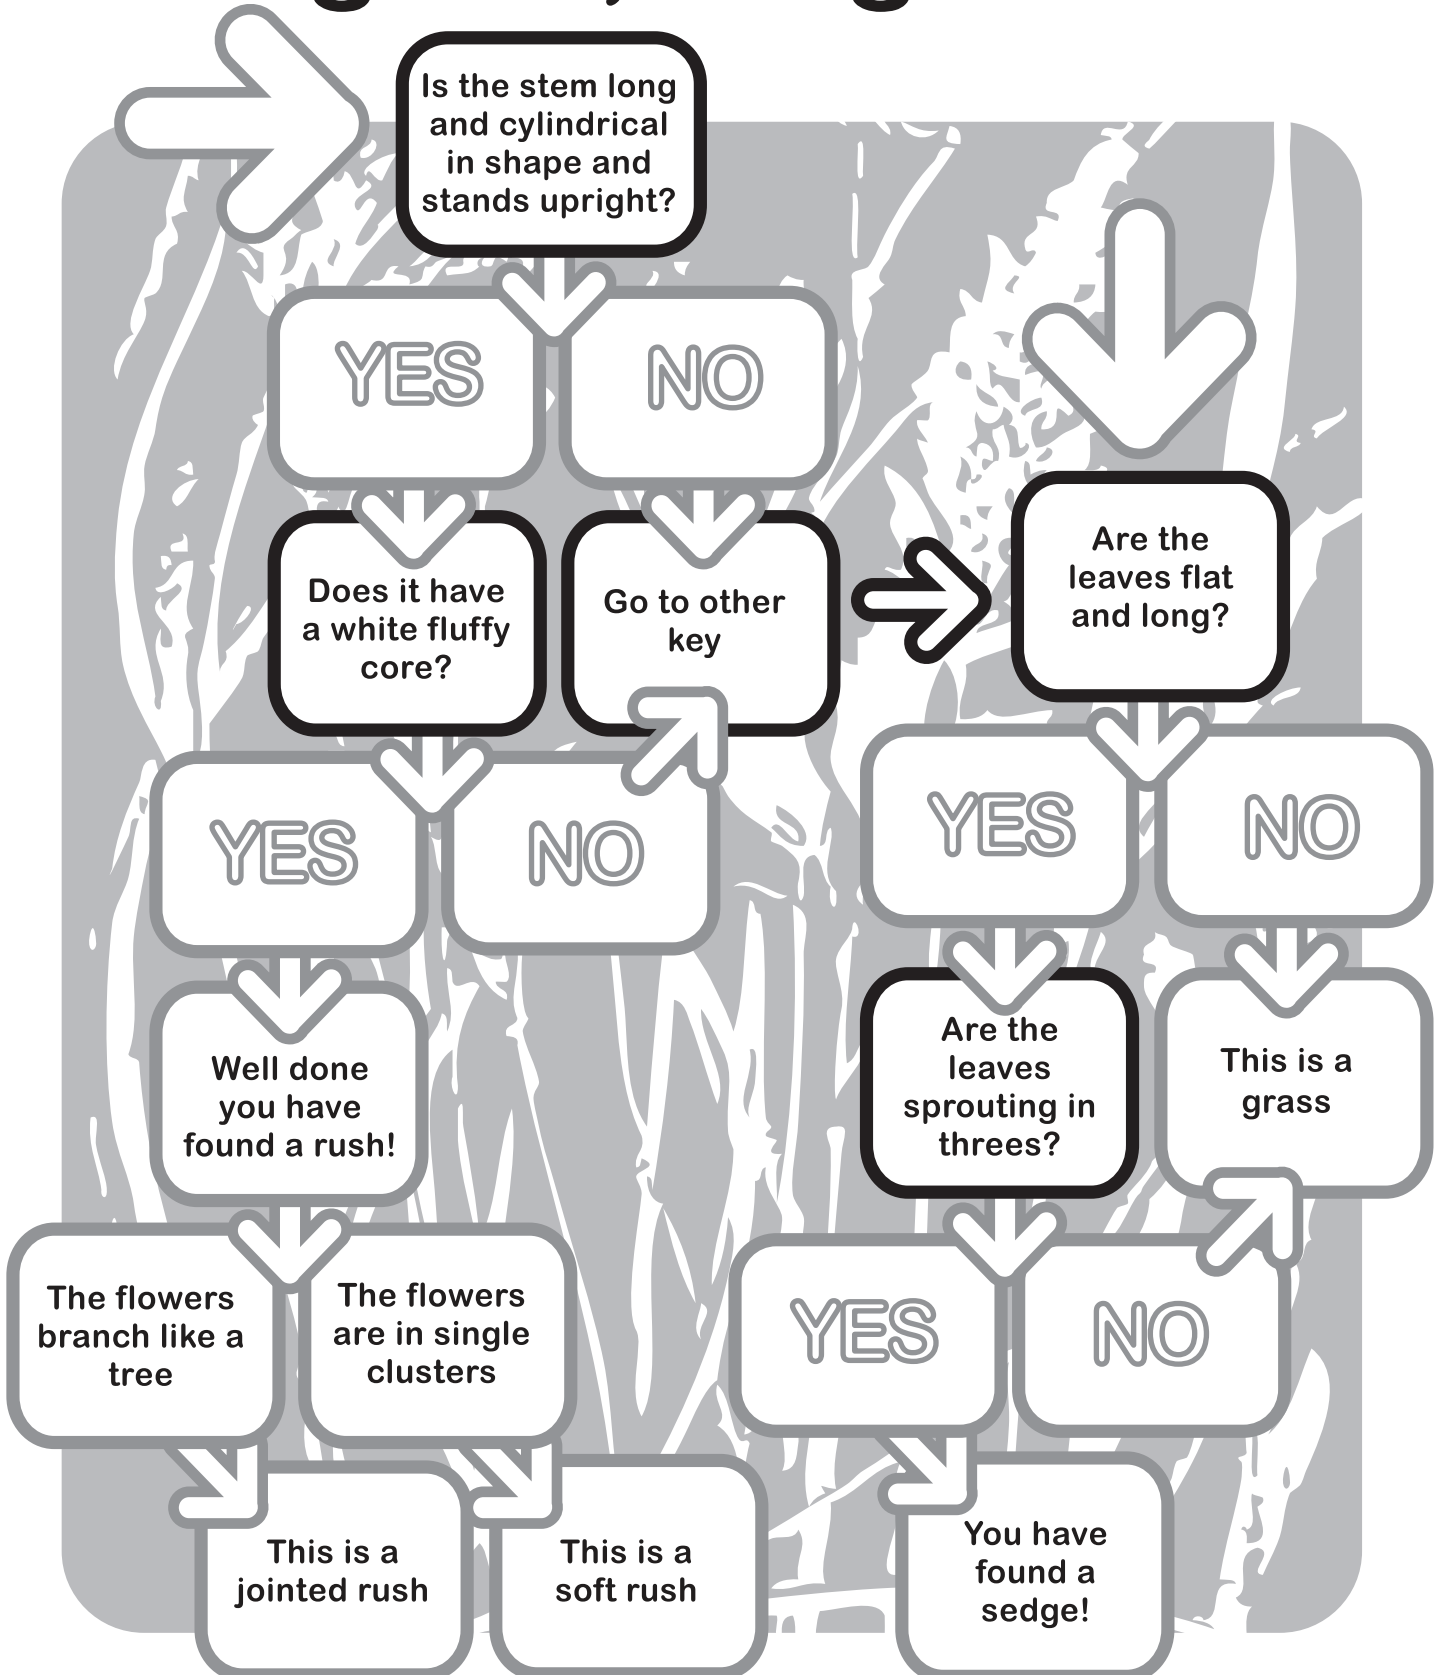 Is the stem long
and cylindrical
in shape and
stands upright?
YES
NO
Does it have
a white fluffy
core?
Go to other
key
YES
NO
Well done
you have
found a rush!
The flowers
branch like a
tree
The flowers
are in single
clusters
This is a
jointed rush
This is a
soft rush
Are the
leaves flat
and long?
YES
NO
Are the
leaves
sprouting in
threes?
This is a
grass
YES
NO
You have
found a
sedge!